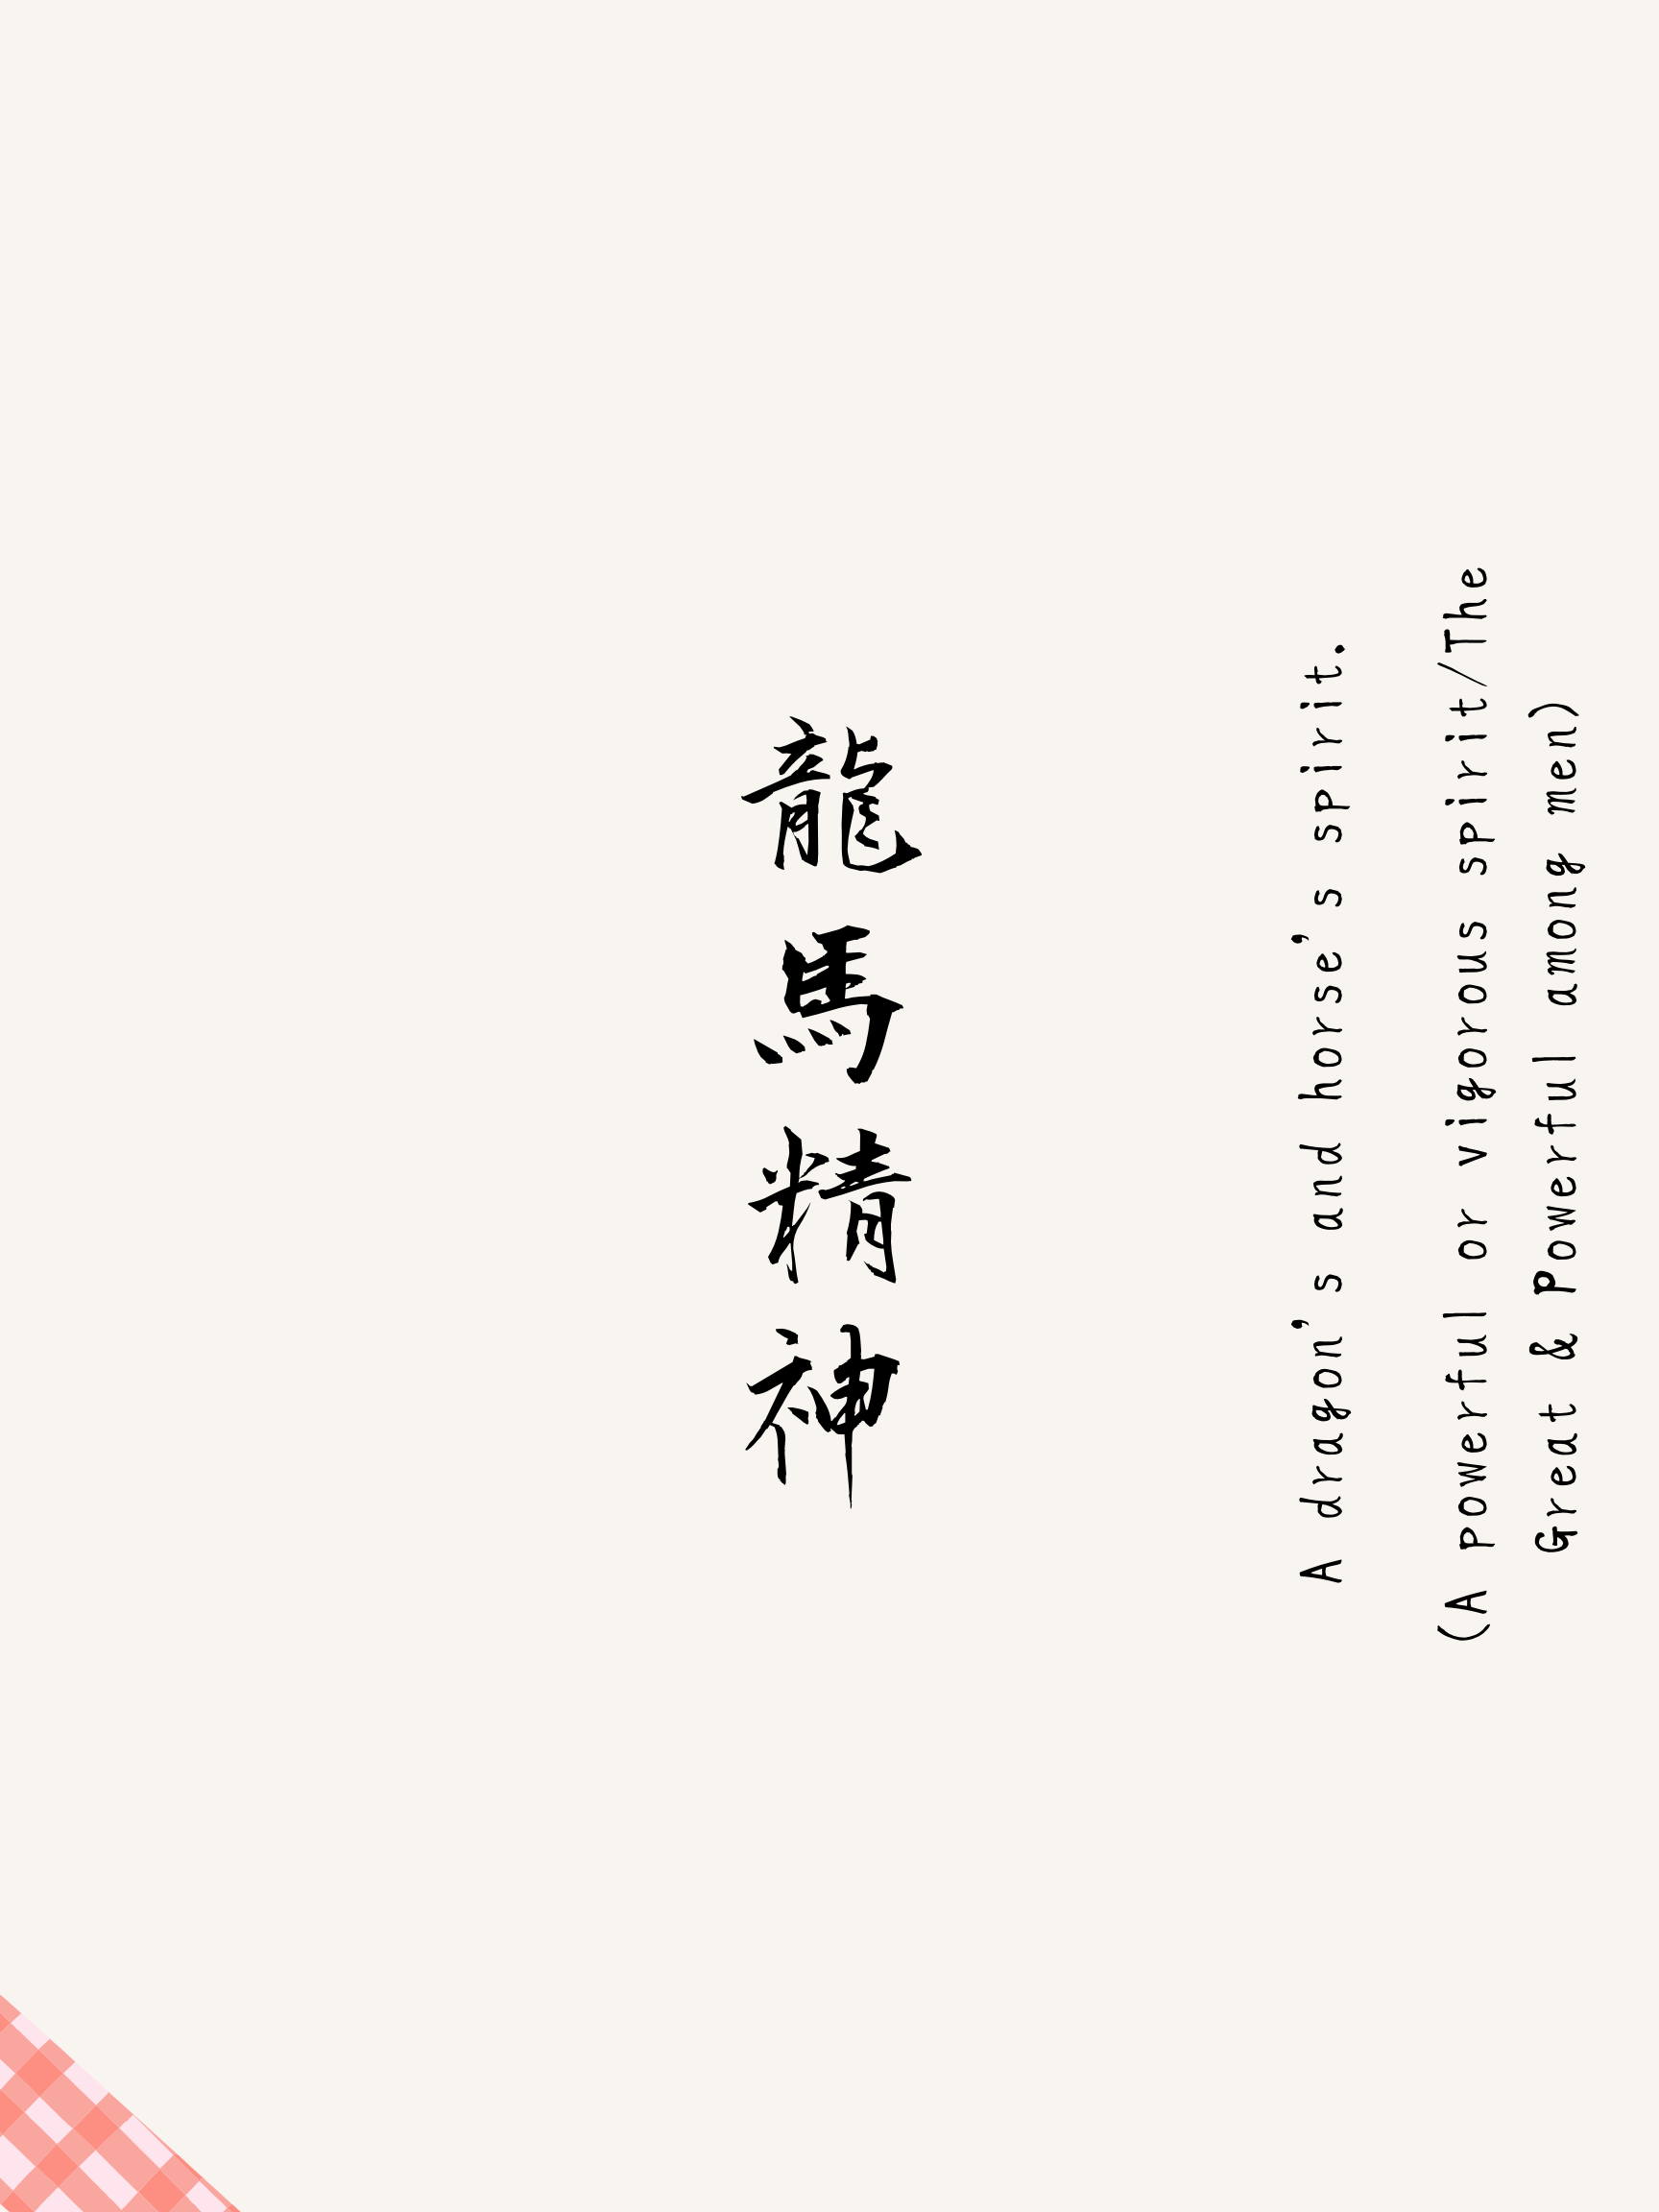 龍馬精神
A dragon's and horse's spirit.
(A powerful or vigorous spirit/The
Great & Powerful among men)